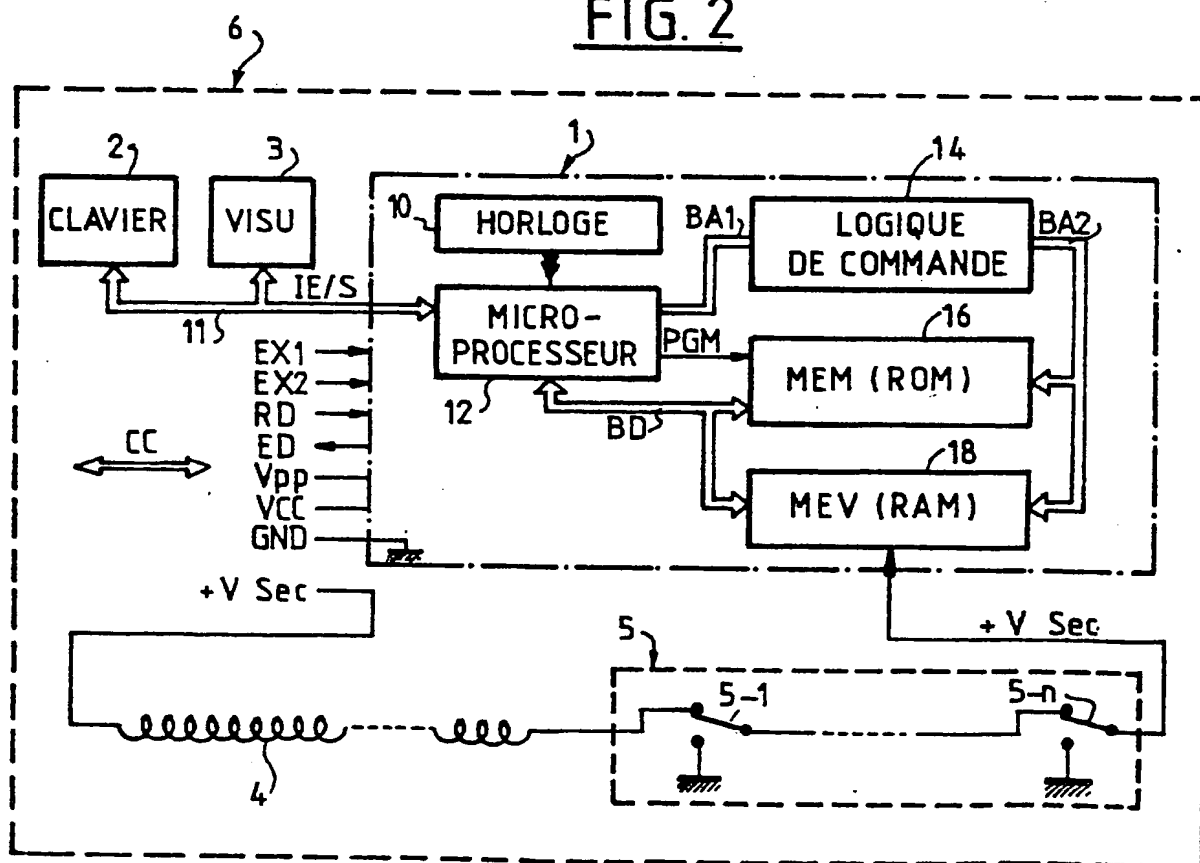 FIG. 2
6
2
3
1
14
CLAVIER
VISU
10
HORLOGE
BA1
LOGIQUE
DE COMMANDE
BA2
IE/S
11
MICRO-
PROCESSEUR
12
PGM
16
MEM (ROM)
EX1
EX2
RD
ED
Vpp
VCC
GND
CC
BD
18
MEV (RAM)
+V Sec
+ V Sec
5
5-1
5-n
4